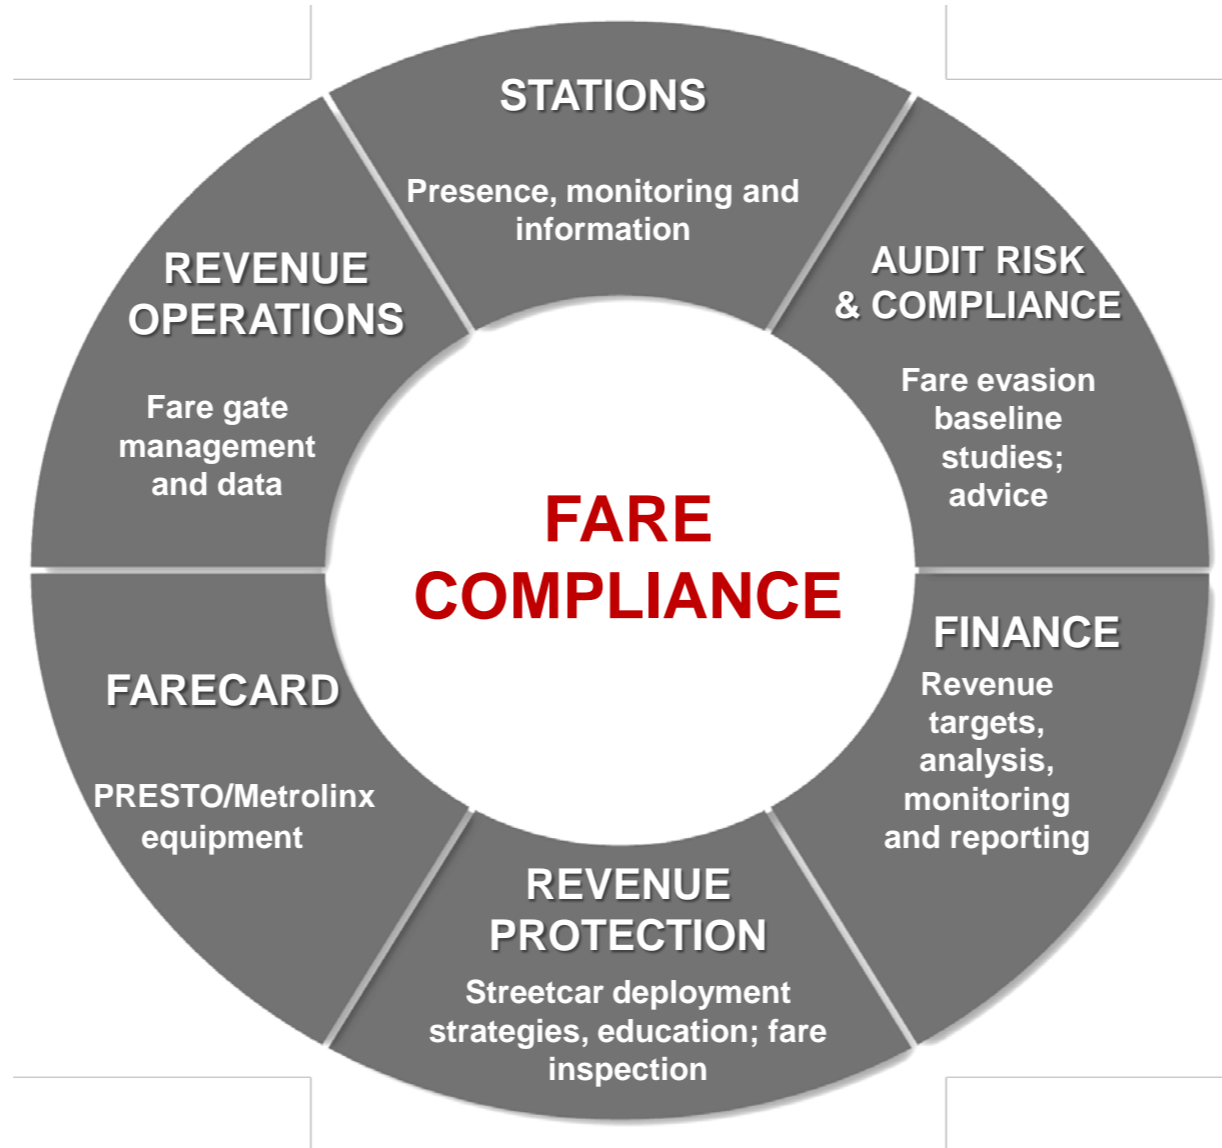 STATIONS
Presence, monitoring and
information
AUDIT RISK
& COMPLIANCE
Fare evasion
baseline
studies;
advice
FINANCE
Revenue
targets,
analysis,
monitoring
and reporting
REVENUE
PROTECTION
Streetcar deployment
strategies, education; fare
inspection
FARECARD
PRESTO/Metrolinx
equipment
REVENUE
OPERATIONS
Fare gate
management
and data
FARE
COMPLIANCE